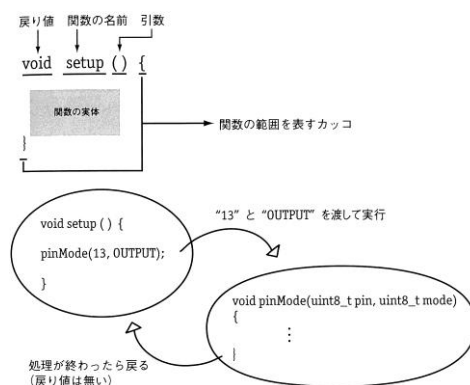 戻り値 関数の名前 引数
void setup () {
関数の実体
関数の範囲を表すカッコ
}
“13” と “OUTPUT” を渡して実行
void setup ( ) {
pinMode(13, OUTPUT);
}
void pinMode(uint8_t pin, uint8_t mode)
{
⋮
}
処理が終わったら戻る
(戻り値は無い)